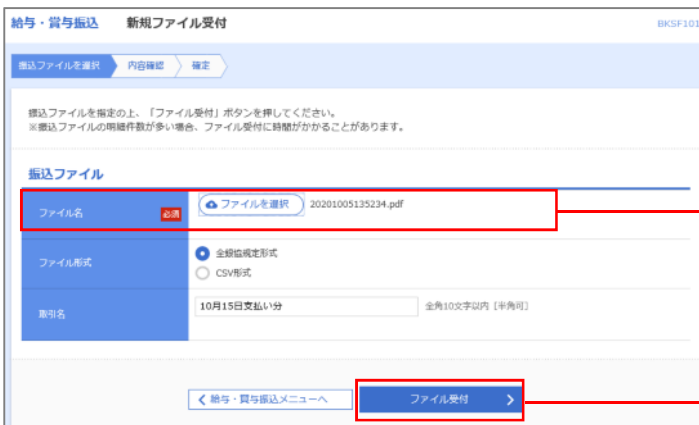 給与・賞与振込 新規ファイル受付 BKSF101
振込ファイルを選択 内容確認 確定
振込ファイルを指定の上、「ファイル受付」ボタンを押してください。
※振込ファイルの明細件数が多い場合、ファイル受付に時間がかかることがあります。
振込ファイル
ファイル名 必須 ファイルを選択 20201005135234.pdf
ファイル形式 全銀協規定形式
CSV形式
取引名 10月15日支払い分 全角10文字以内［半角可］
給与・賞与振込メニューへ ファイル受付